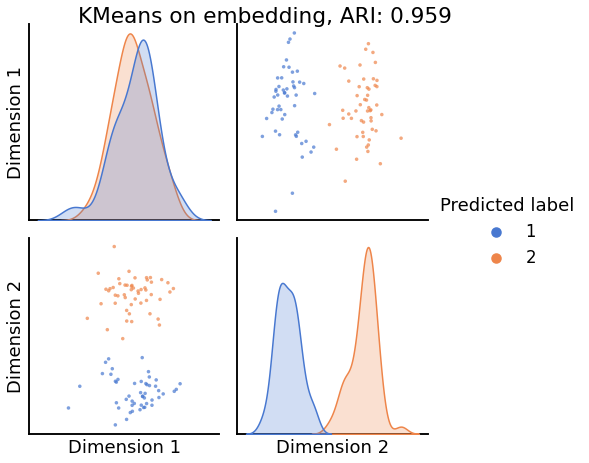 KMeans on embedding, ARI: 0.959
Dimension 1
Predicted label
1
2
Dimension 2
Dimension 1
Dimension 2